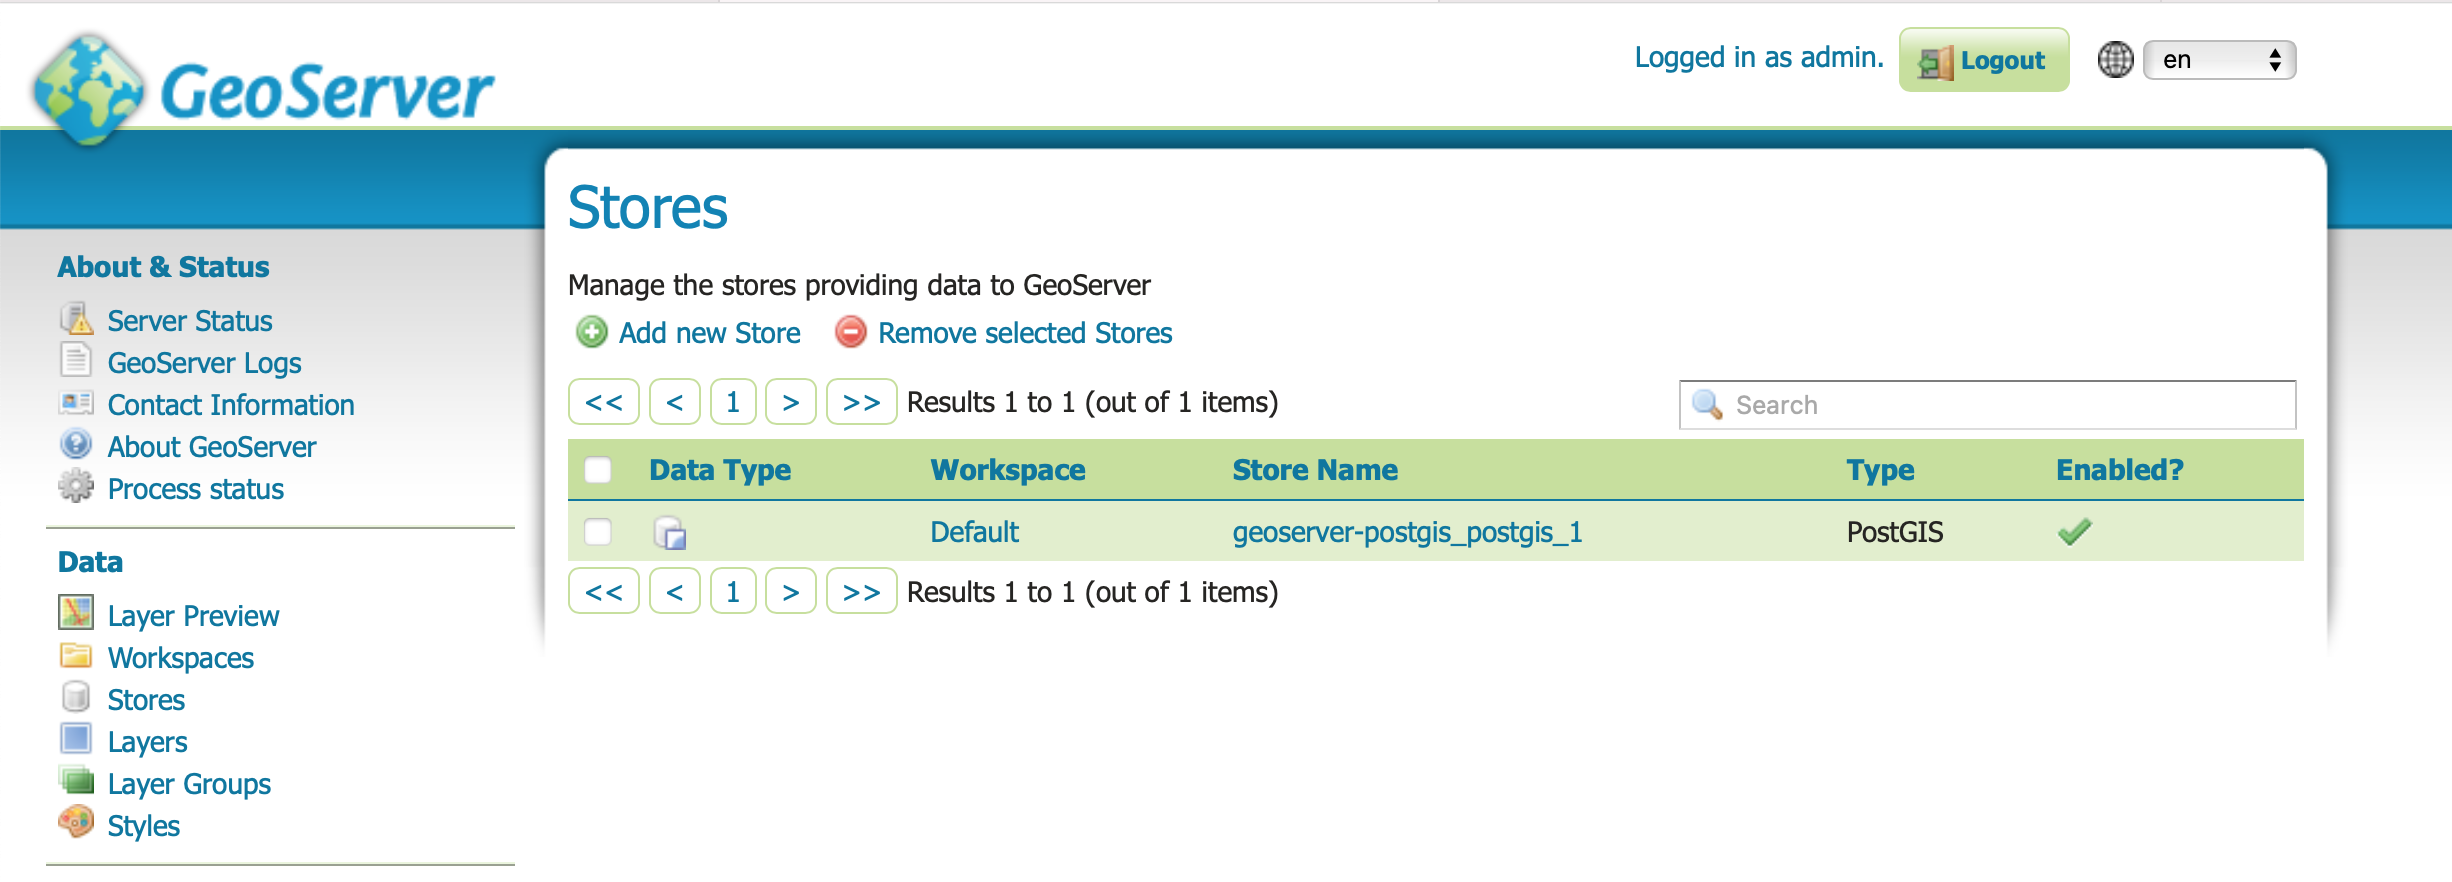 GeoServer
Logged in as admin.
Logout
en
Stores
Manage the stores providing data to GeoServer
Add new Store
Remove selected Stores
<< < 1 > >> Results 1 to 1 (out of 1 items)
Search
Data Type Workspace Store Name Type Enabled?
Default geoserver-postgis_postgis_1 PostGIS
<< < 1 > >> Results 1 to 1 (out of 1 items)
About & Status
Server Status
GeoServer Logs
Contact Information
About GeoServer
Process status
Data
Layer Preview
Workspaces
Stores
Layers
Layer Groups
Styles